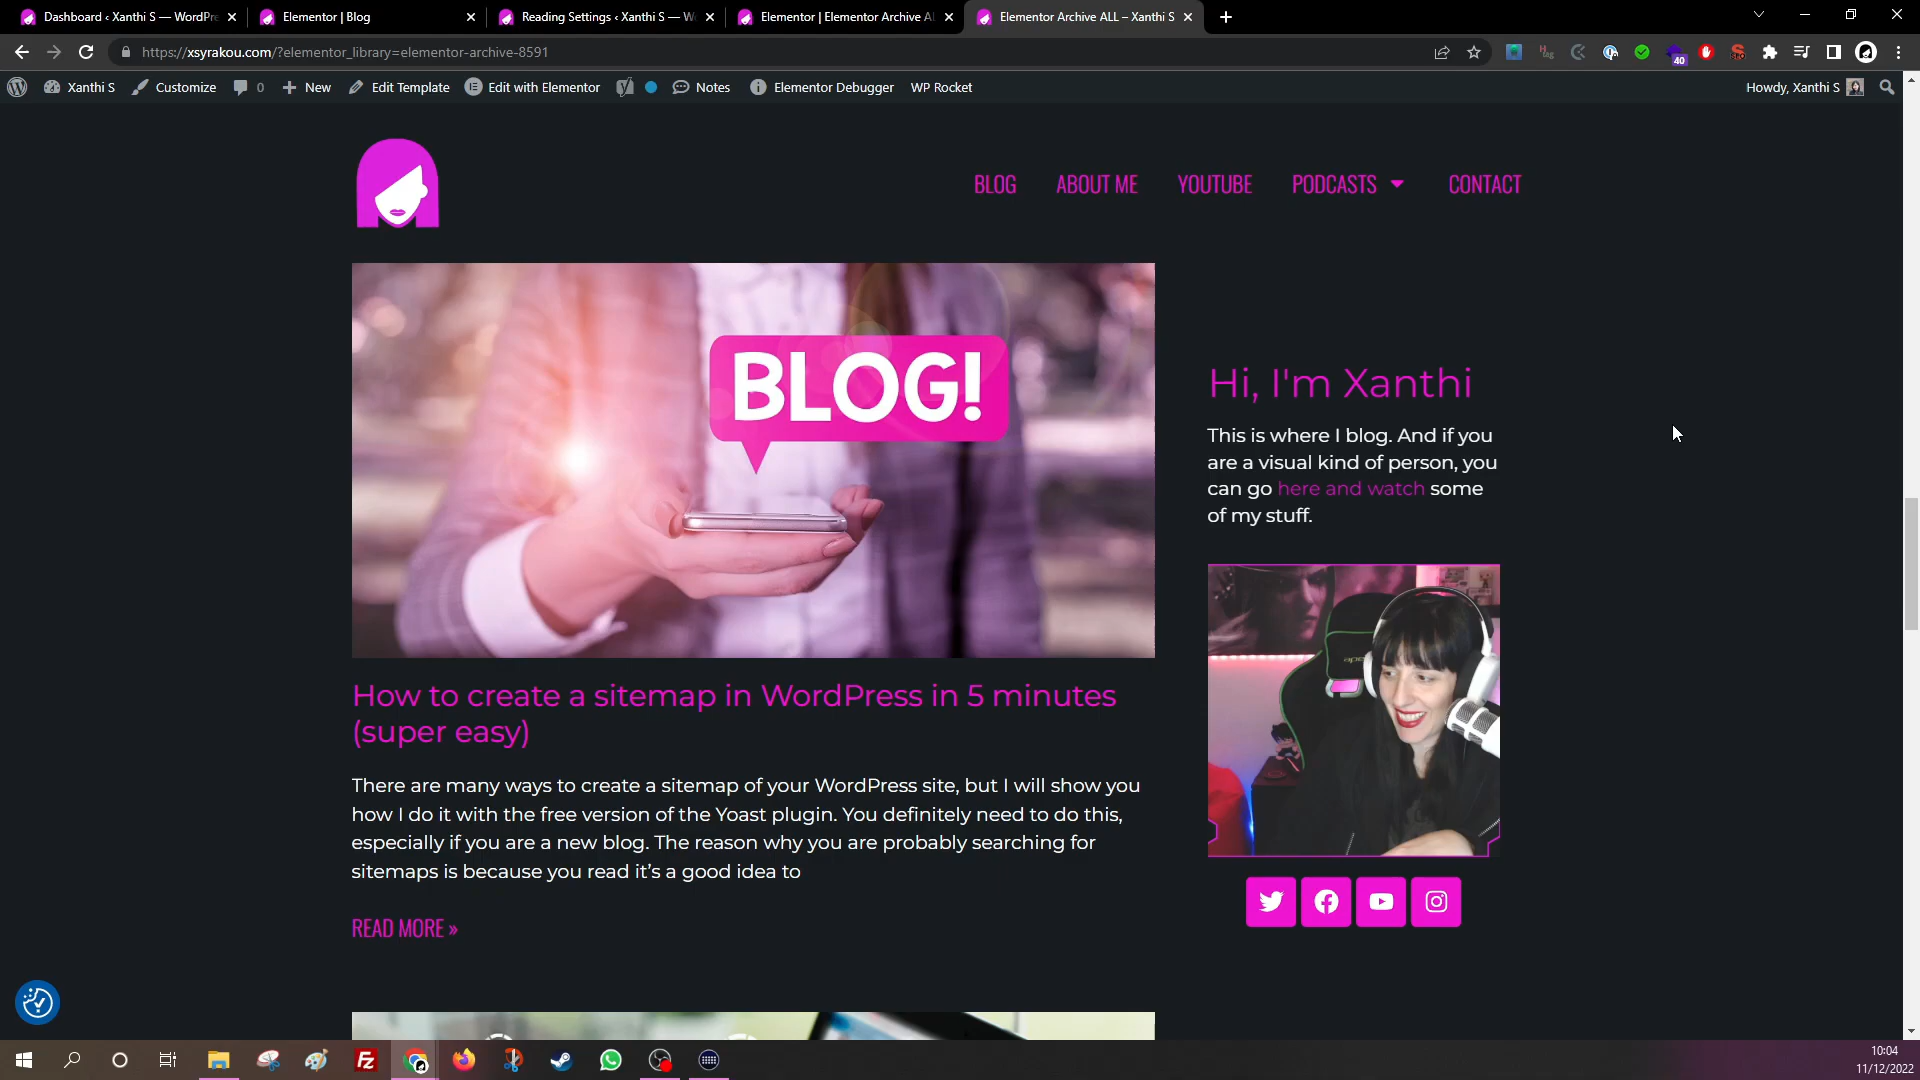 Dashboard ‹ Xanthi S — WordPre
Elementor | Blog
Reading Settings ‹ Xanthi S — W
Elementor | Elementor Archive Al
Elementor Archive ALL – Xanthi S
https://xsyrakou.com/?elementor_library=elementor-archive-8591
40
Xanthi S
Customize
0
New
Edit Template
Edit with Elementor
Notes
Elementor Debugger
WP Rocket
Howdy, Xanthi S
BLOG
ABOUT ME
YOUTUBE
PODCASTS
CONTACT
BLOG!
Hi, I'm Xanthi
This is where I blog. And if you
are a visual kind of person, you
can go here and watch some
of my stuff.
How to create a sitemap in WordPress in 5 minutes
(super easy)
There are many ways to create a sitemap of your WordPress site, but I will show you
how I do it with the free version of the Yoast plugin. You definitely need to do this,
especially if you are a new blog. The reason why you are probably searching for
sitemaps is because you read it’s a good idea to
READ MORE »
Fz
10:04
11/12/2022